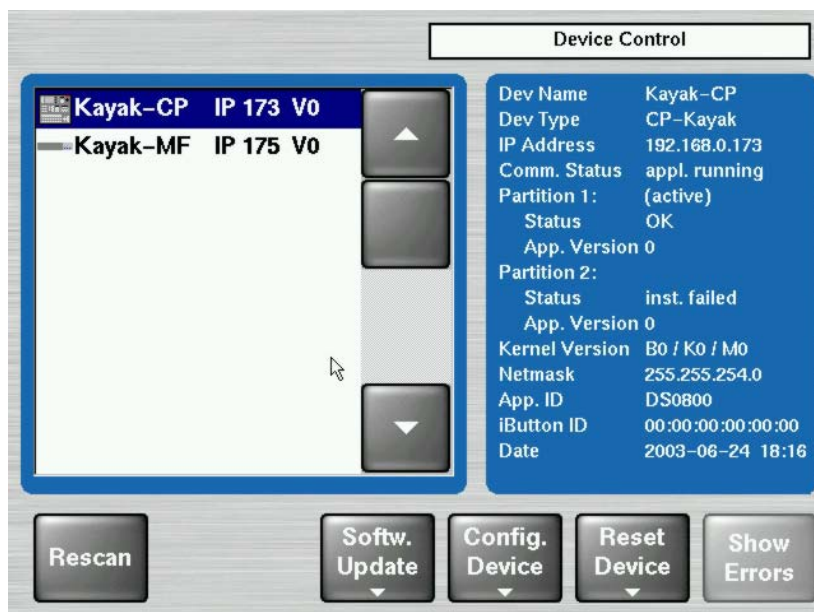 Device Control
Kayak-CP IP 173 V0
Kayak-MF IP 175 V0
Dev Name Kayak-CP
Dev Type CP-Kayak
IP Address 192.168.0.173
Comm. Status appl. running
Partition 1: (active)
Status OK
App. Version 0
Partition 2:
Status inst. failed
App. Version 0
Kernel Version B0 / K0 / M0
Netmask 255.255.254.0
App. ID DS0800
iButton ID 00:00:00:00:00:00
Date 2003-06-24 18:16
Rescan
Softw.
Update
Config.
Device
Reset
Device
Show
Errors